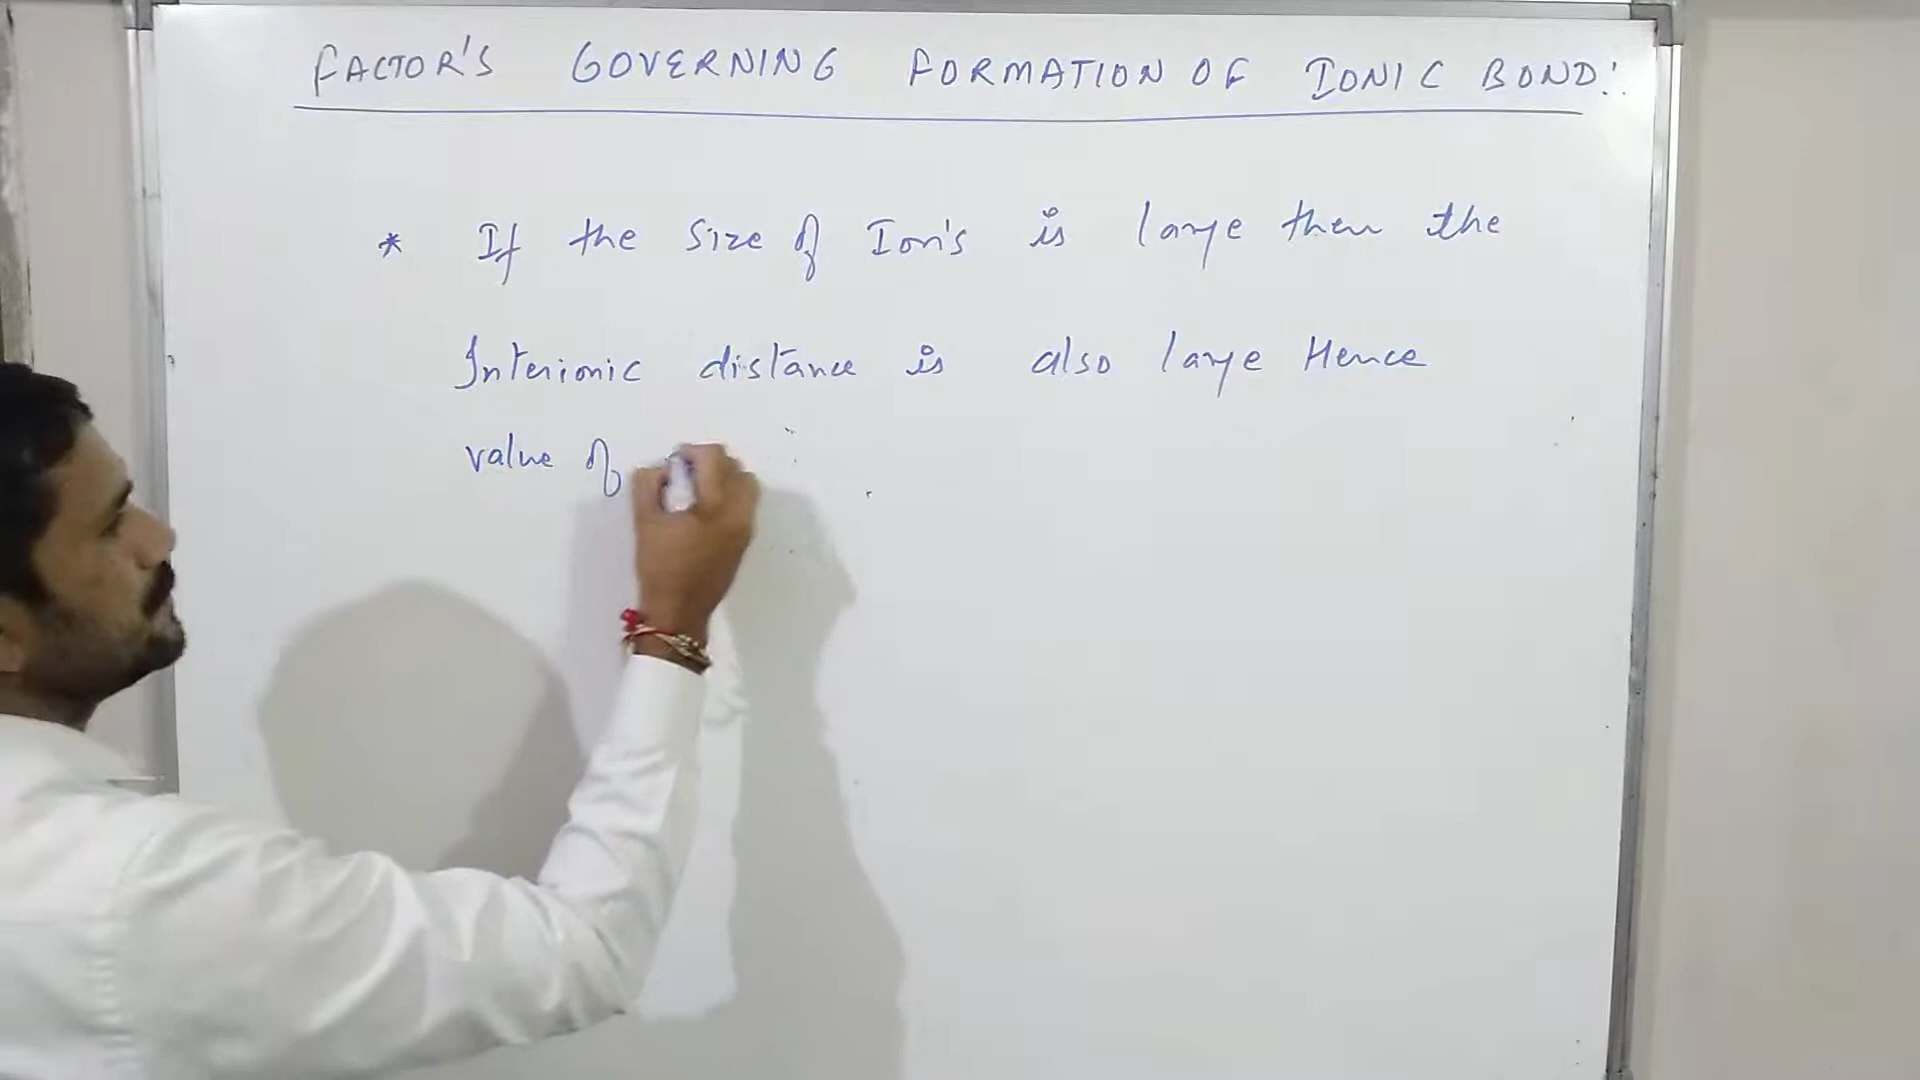 FACTOR'S GOVERNING FORMATION OF IONIC BOND:
* If the Size of Ion's is large then the
Interionic distance is also large Hence
value of